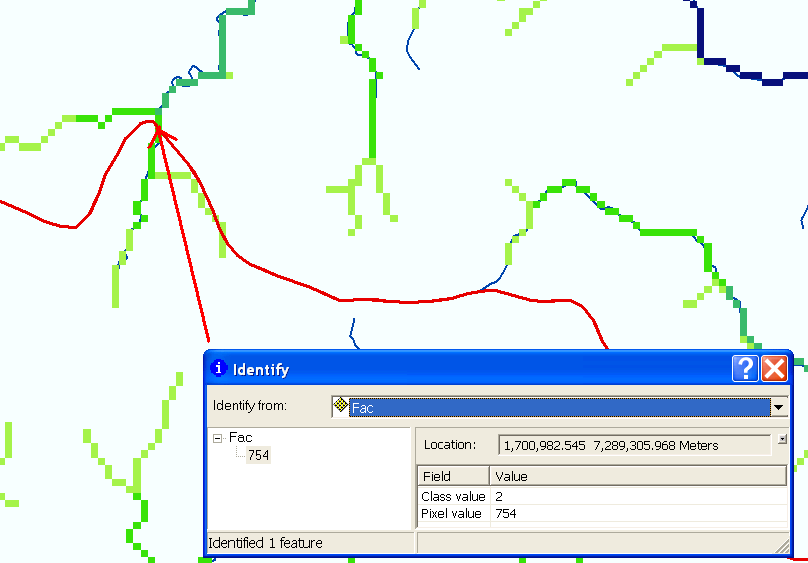 Identify
Identify from: Fac
Fac
754
Location: 1,700,982.545 7,289,305.968 Meters
Field Value
Class value 2
Pixel value 754
Identified 1 feature